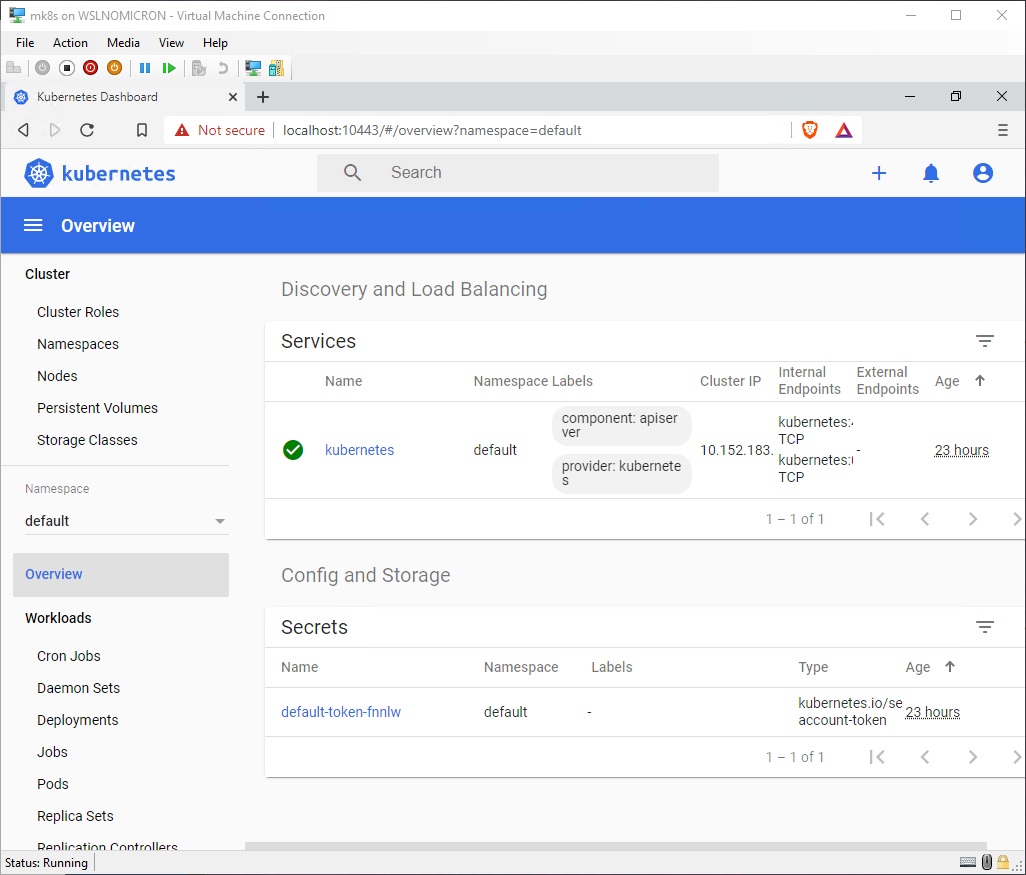 mk8s on WSLNOMICRON - Virtual Machine Connection
File Action Media View Help
Kubernetes Dashboard
Not secure localhost:10443/#/overview?namespace=default
kubernetes
Search
Overview
Cluster
Cluster Roles
Namespaces
Nodes
Persistent Volumes
Storage Classes
Namespace
default
Overview
Workloads
Cron Jobs
Daemon Sets
Deployments
Jobs
Pods
Replica Sets
Replication Controllers
Discovery and Load Balancing
Services
Name Namespace Labels Cluster IP Internal Endpoints External Endpoints Age
kubernetes
default
component: apiser
ver
provider: kubernete
s
10.152.183.
kubernetes:
TCP
kubernetes:
TCP
-
23 hours
1 – 1 of 1
Config and Storage
Secrets
Name Namespace Labels Type Age
default-token-fnnlw
default
-
kubernetes.io/se
account-token
23 hours
1 – 1 of 1
Status: Running